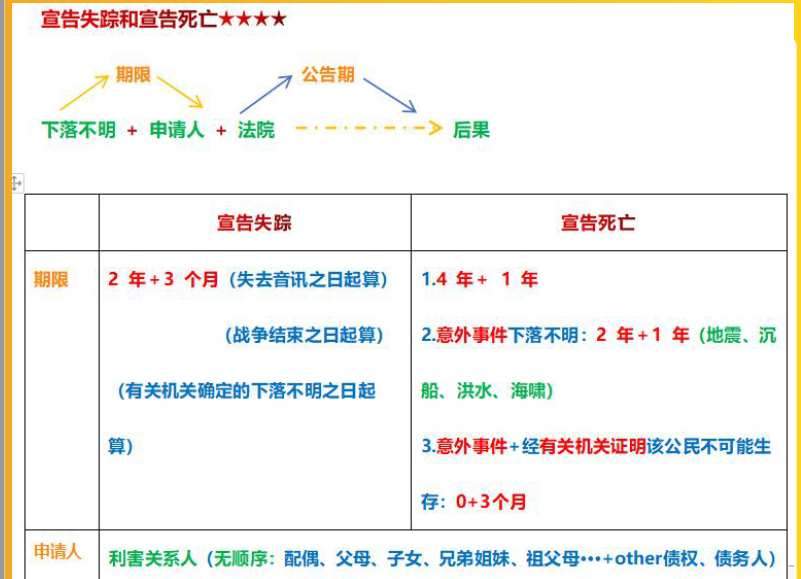 宣告失踪和宣告死亡★★★★
期限 公告期
下落不明 + 申请人 + 法院 后果
宣告失踪 宣告死亡
期限
2 年+3 个月（失去音讯之日起算）
（战争结束之日起算）
（有关机关确定的下落不明之日起
算）
1.4 年+ 1 年
2.意外事件下落不明：2 年+1 年（地震、沉
船、洪水、海啸）
3.意外事件+经有关机关证明该公民不可能生
存：0+3个月
申请人
利害关系人（无顺序：配偶、父母、子女、兄弟姐妹、祖父母•••+other债权、债务人）